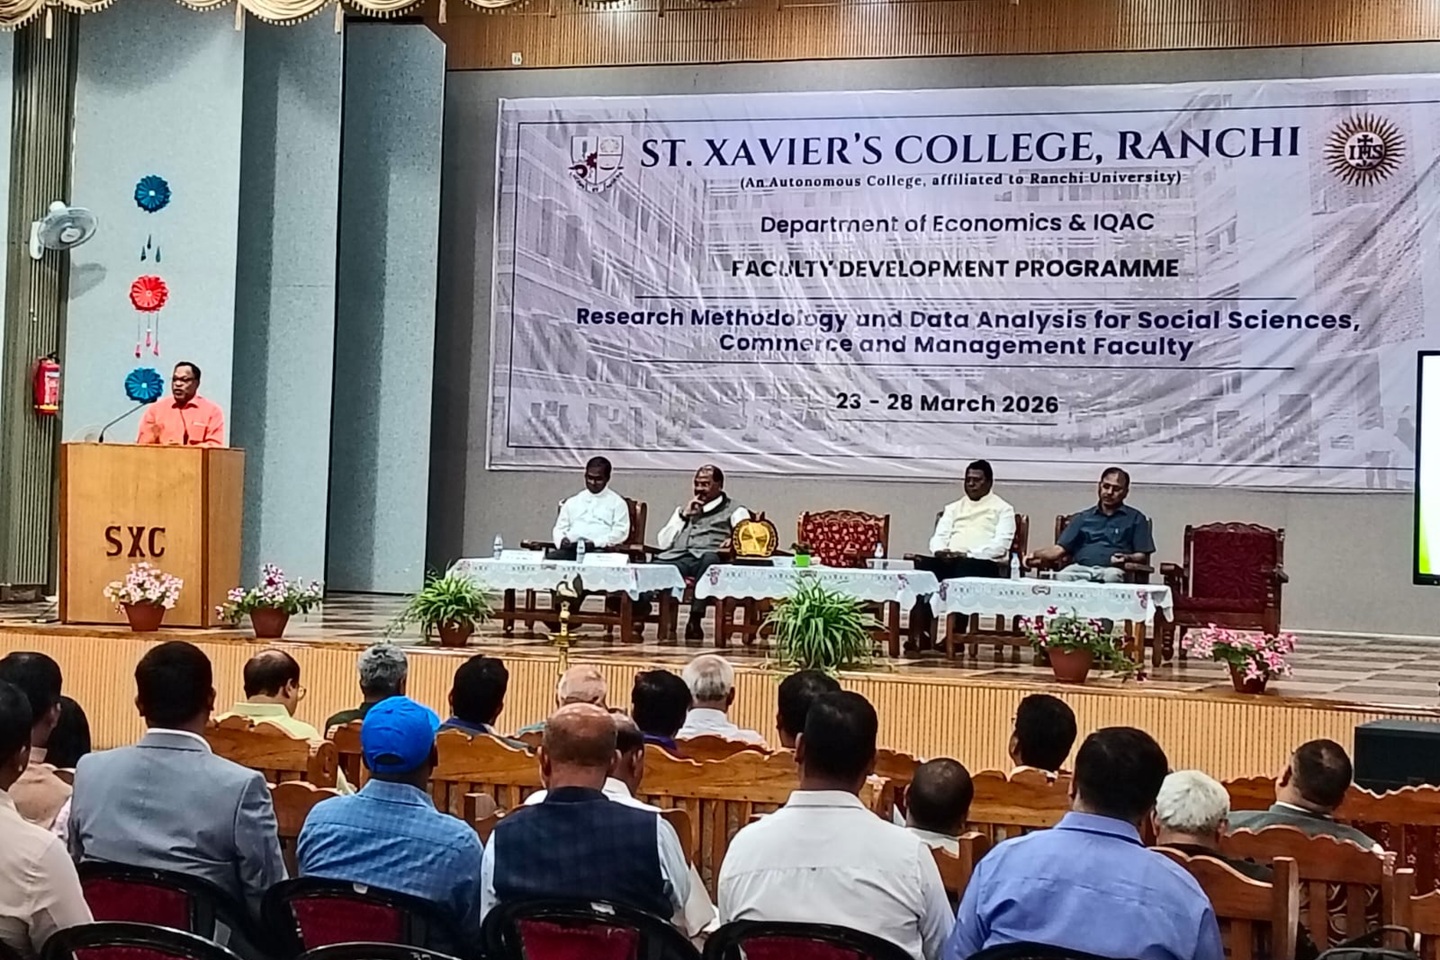 ST. XAVIER'S COLLEGE, RANCHI
(An Autonomous College, affiliated to Ranchi University)
Department of Economics & IQAC
FACULTY DEVELOPMENT PROGRAMME
Research Methodology and Data Analysis for Social Sciences,
Commerce and Management Faculty
23 - 28 March 2026
IHS
SXC